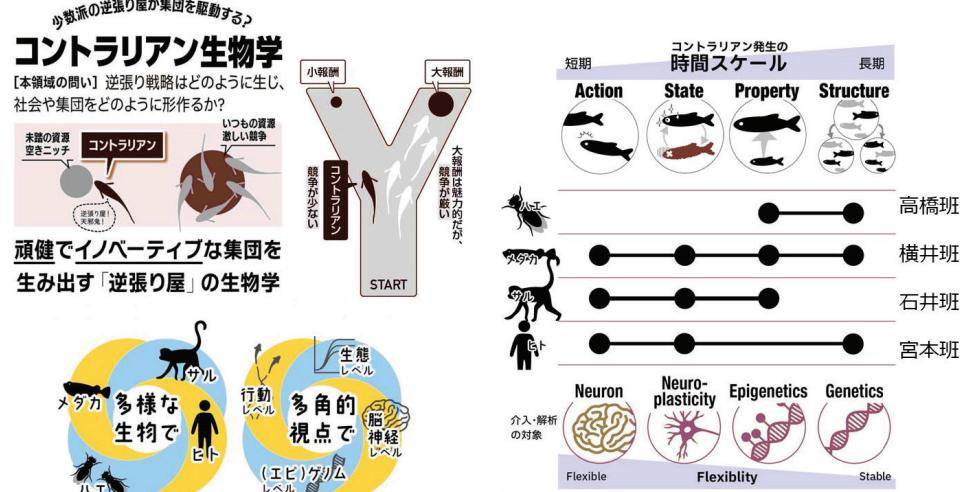 少数派の逆張り屋が集団を駆動する?
コントラリアン生物学
[本領域の問い] 逆張り戦略はどのように生じ、
社会や集団をどのように形作るか?
未踏の資源
空きニッチ
コントラリアン
いつもの資源
激しい競争
逆張り屋!
天邪鬼!
頑健でイノベーティブな集団を
生み出す「逆張り屋」の生物学
小報酬
大報酬
コントラリアン
競争が少ない
大報酬は魅力的だが、
競争が厳しい
START
サル
メダカ
多様な
生物で
ヒト
ハエ
生態
レベル
行動
レベル
多角的
視点で
脳
神経
レベル
(エピ)ゲノム
レベル
コントラリアン発生の
時間スケール
短期
長期
Action
State
Property
Structure
ハエ
高橋班
メダカ
横井班
サル
石井班
ヒト
宮本班
介入・解析
の対象
Neuron
Neuro-
plasticity
Epigenetics
Genetics
Flexible
Flexiblity
Stable